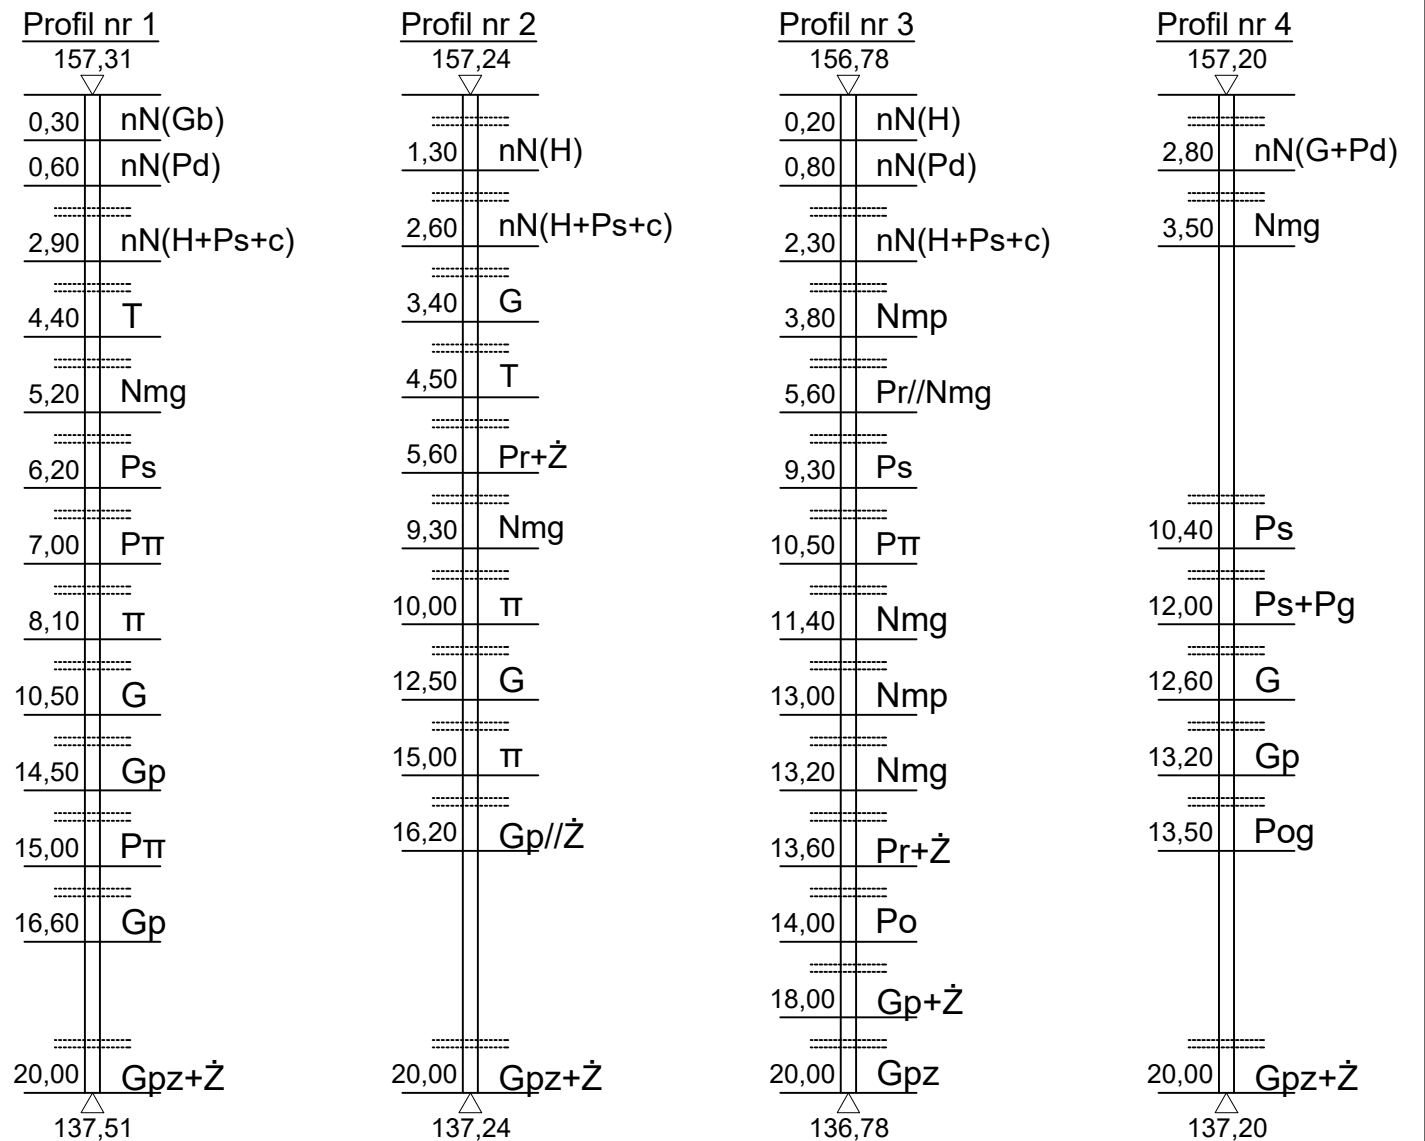 Profil nr 1
157,31
0,30 nN(Gb)
0,60 nN(Pd)
2,90 nN(H+Ps+c)
4,40 T
5,20 Nmg
6,20 Ps
7,00 Pπ
8,10 π
10,50 G
14,50 Gp
15,00 Pπ
16,60 Gp
20,00 Gpz+Ż
137,51
Profil nr 2
157,24
1,30 nN(H)
2,60 nN(H+Ps+c)
3,40 G
4,50 T
5,60 Pr+Ż
9,30 Nmg
10,00 π
12,50 G
15,00 π
16,20 Gp//Ż
20,00 Gpz+Ż
137,24
Profil nr 3
156,78
0,20 nN(H)
0,80 nN(Pd)
2,30 nN(H+Ps+c)
3,80 Nmp
5,60 Pr//Nmg
9,30 Ps
10,50 Pπ
11,40 Nmg
13,00 Nmp
13,20 Nmg
13,60 Pr+Ż
14,00 Po
18,00 Gp+Ż
20,00 Gpz
136,78
Profil nr 4
157,20
2,80 nN(G+Pd)
3,50 Nmg
10,40 Ps
12,00 Ps+Pg
12,60 G
13,20 Gp
13,50 Pog
20,00 Gpz+Ż
137,20